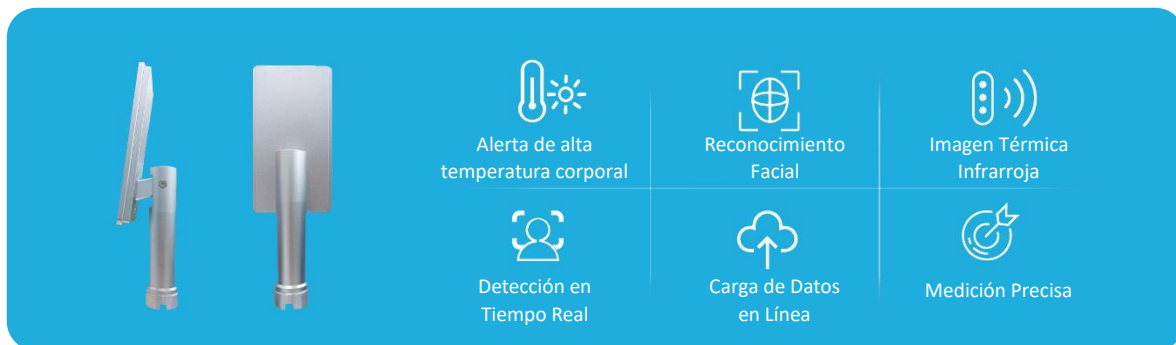 Alerta de alta
temperatura corporal
Reconocimiento
Facial
Imagen Térmica
Infrarroja
Detección en
Tiempo Real
Carga de Datos
en Línea
Medición Precisa